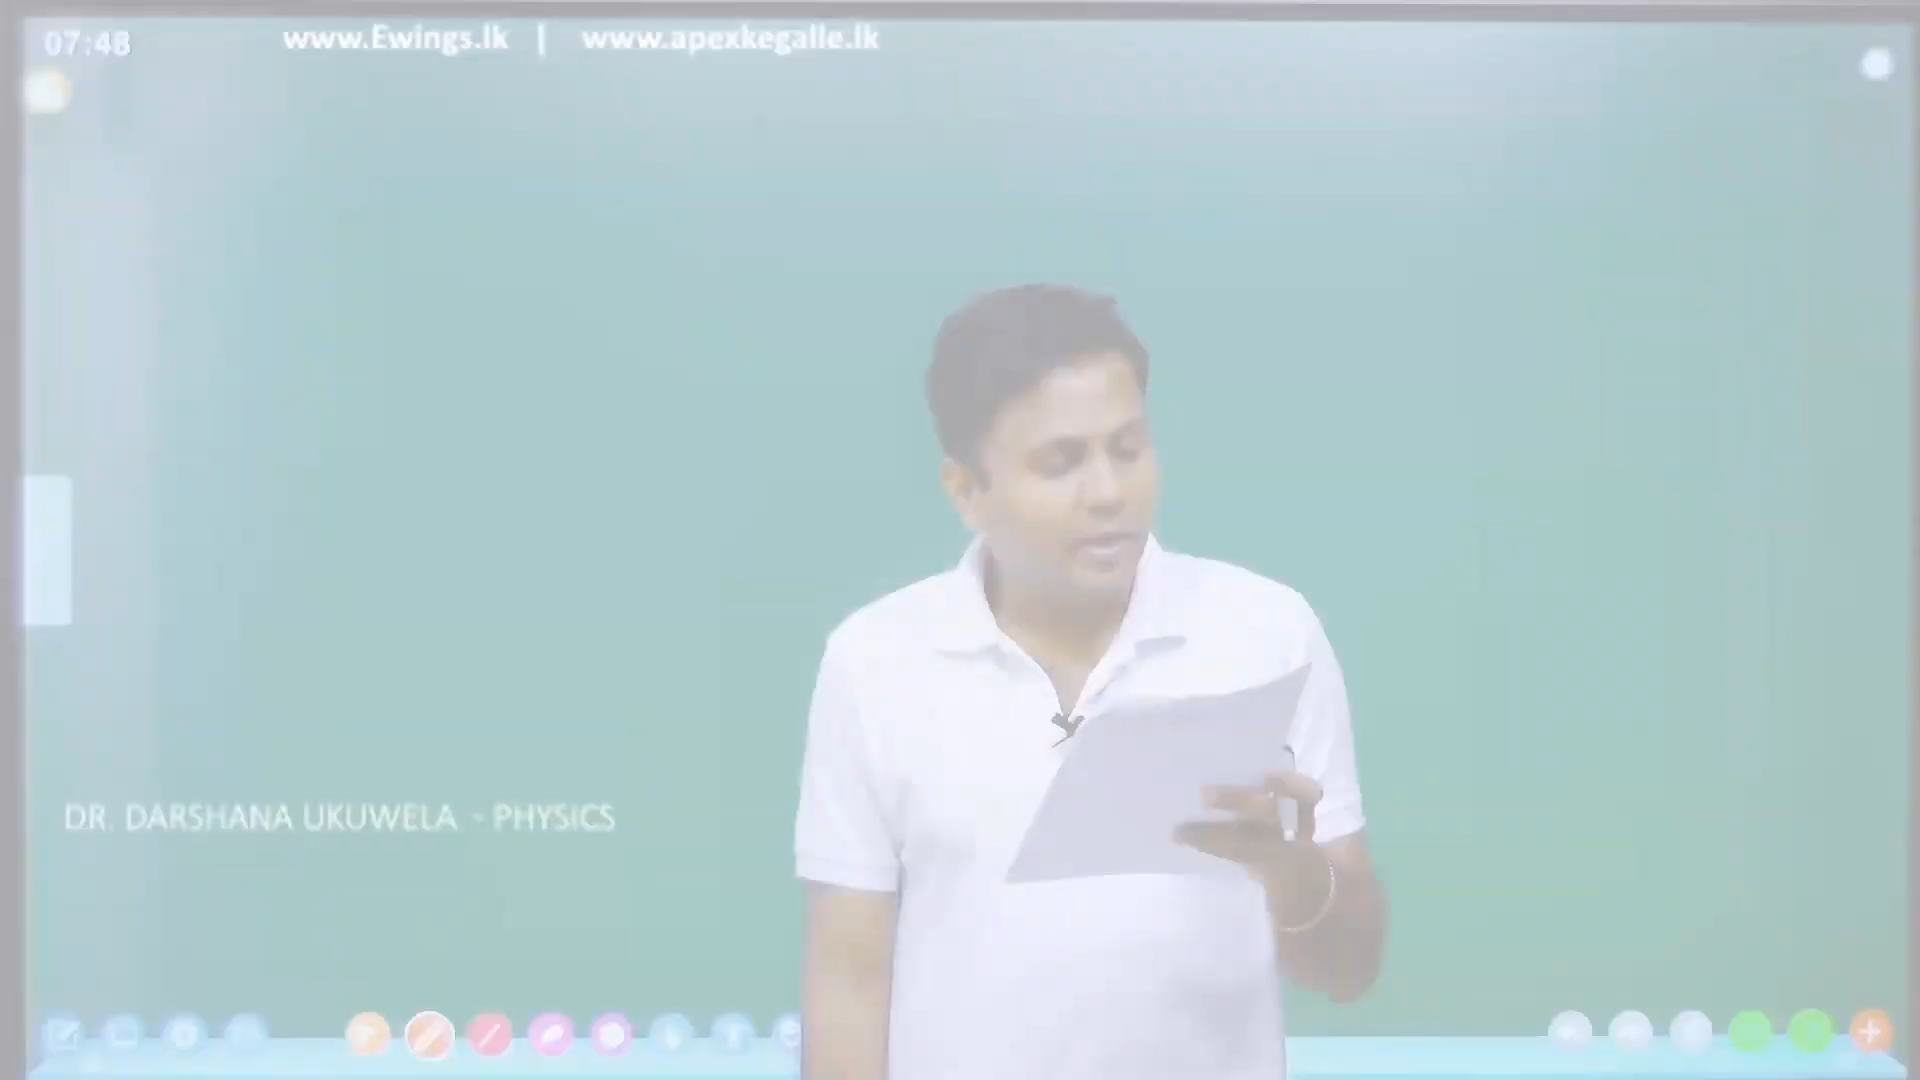 07:48
www.Ewings.lk | www.apexkegalle.lk
DR. DARSHANA UKUWELA - PHYSICS